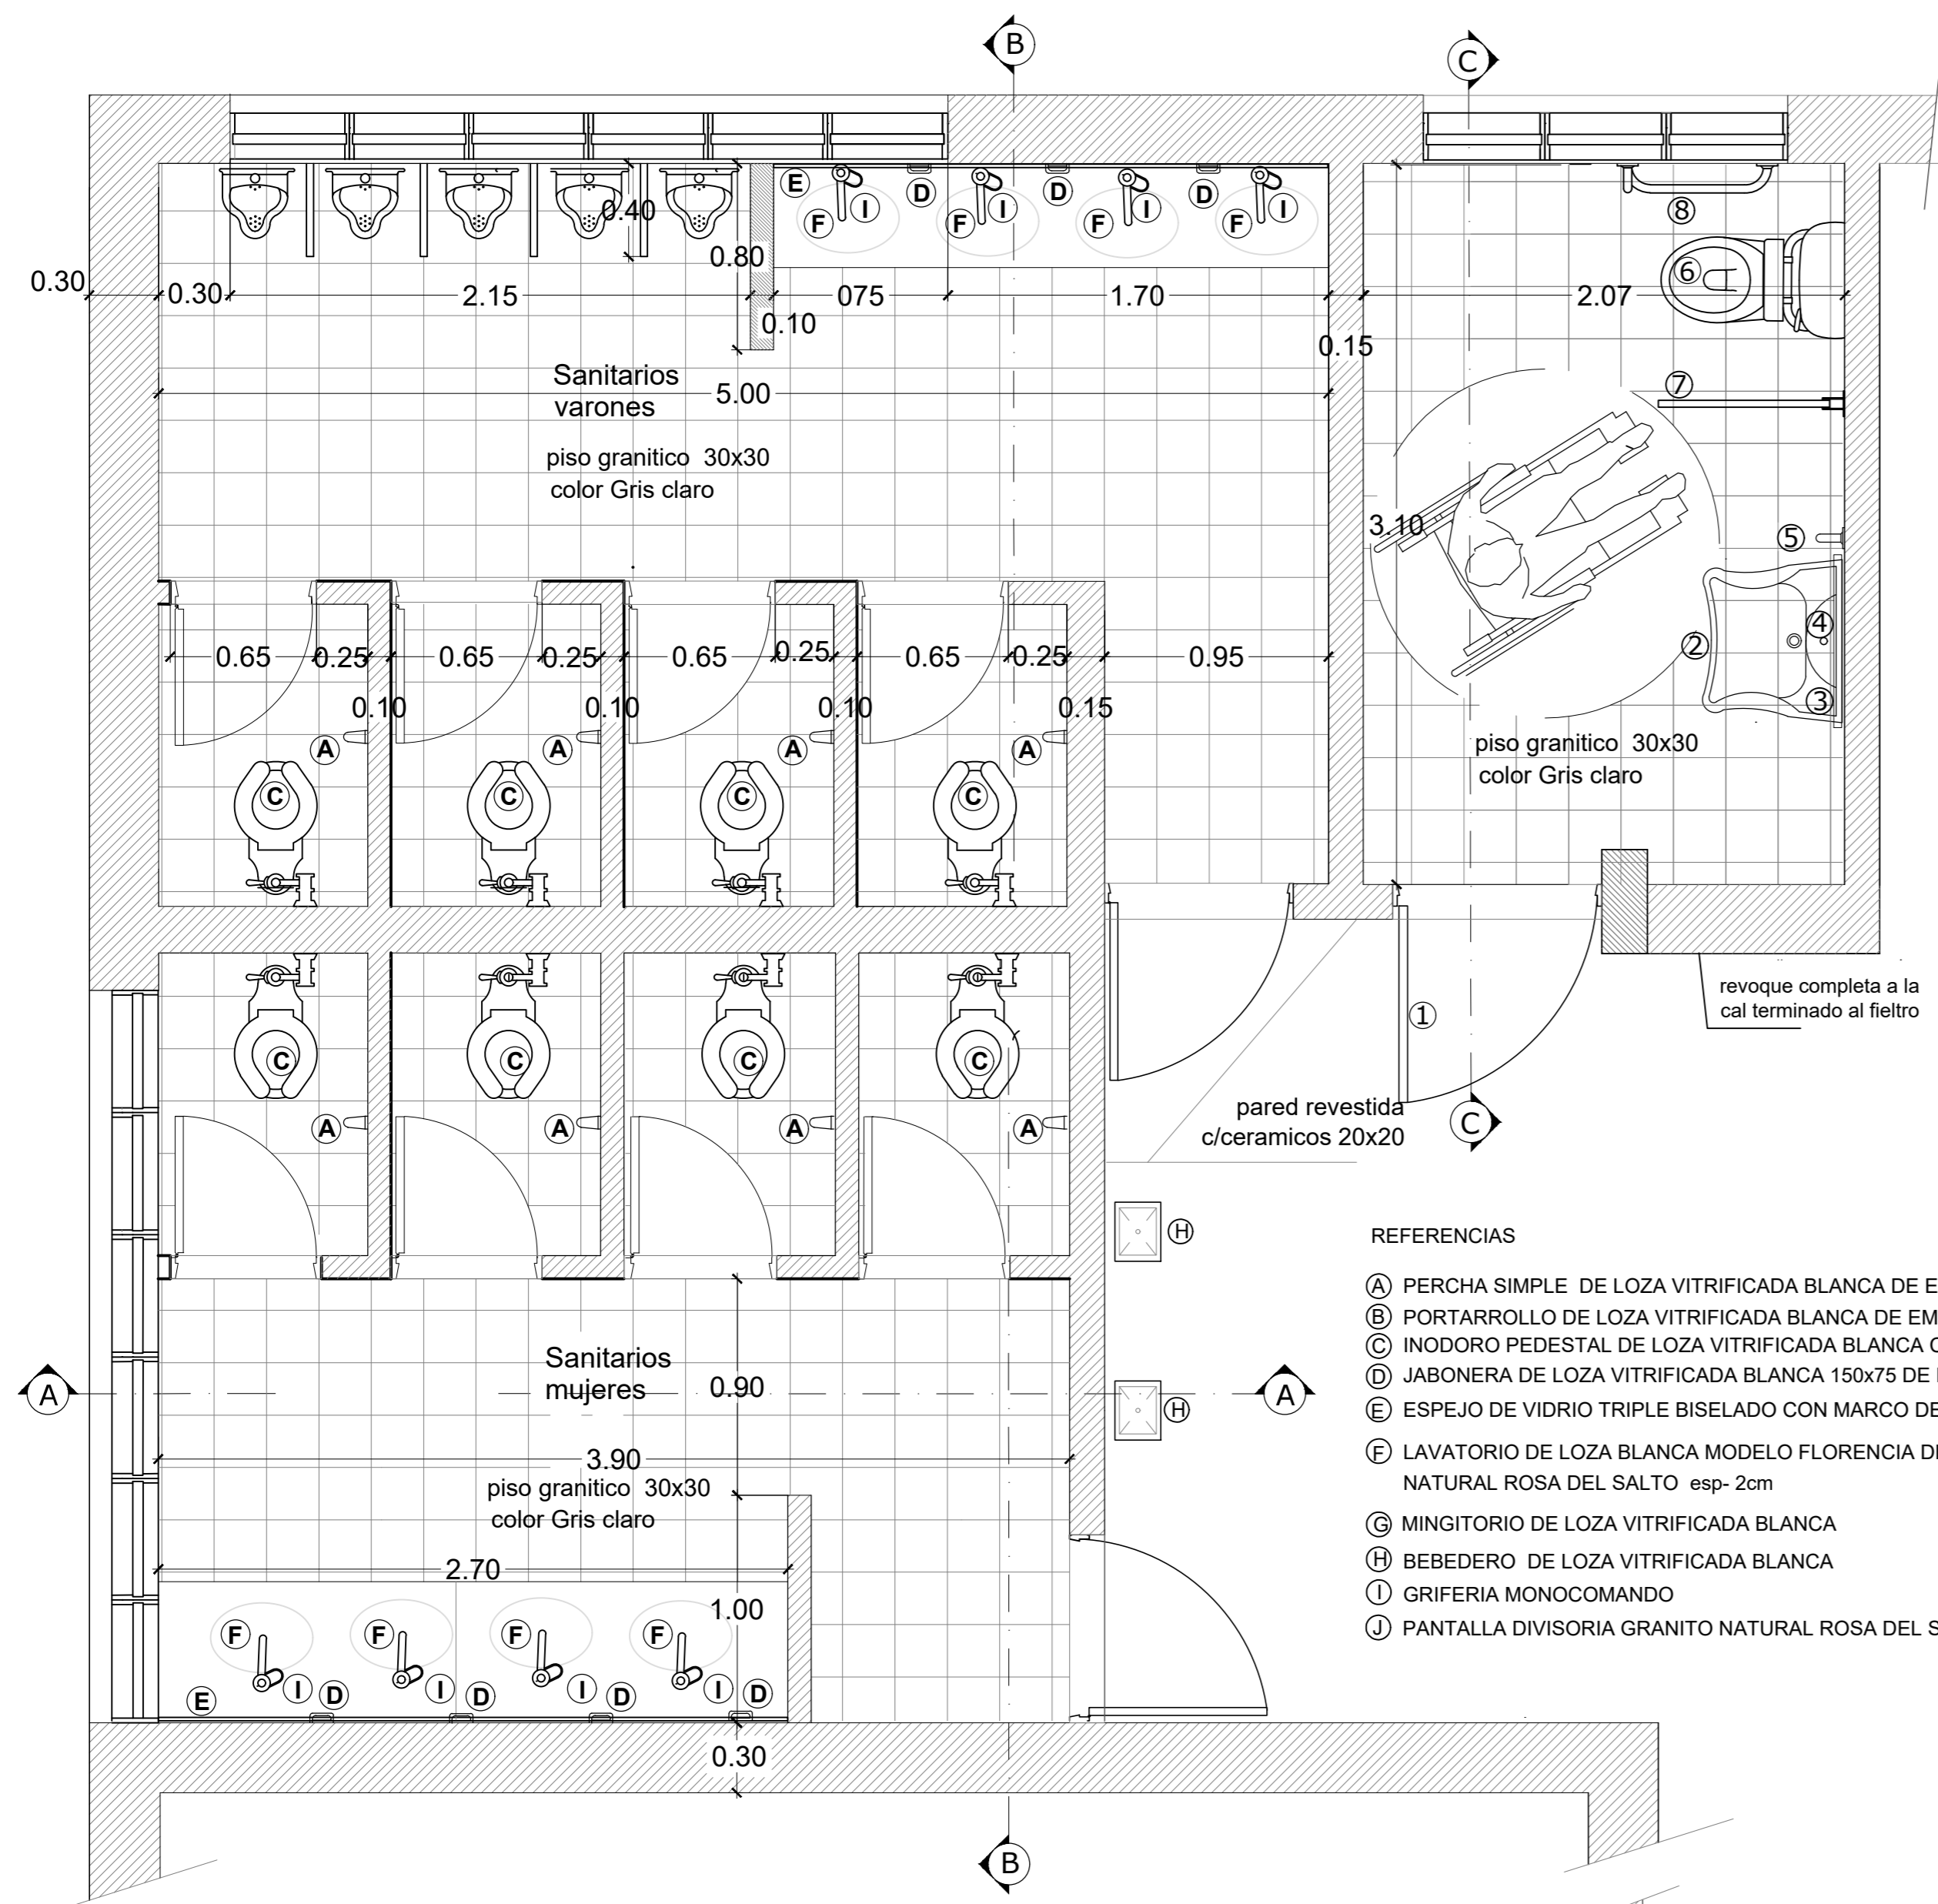 B
C
E
D
D
D
F
I
F
I
F
I
F
I
8
6
0.40
0.80
0.30
0.30
2.15
075
1.70
2.07
0.10
0.15
Sanitarios
varones
5.00
7
piso granitico 30x30
color Gris claro
3.10
5
4
2
3
0.65
0.25
0.65
0.25
0.65
0.25
0.65
0.25
0.95
0.10
0.10
0.10
0.15
A
A
A
A
piso granitico 30x30
color Gris claro
C
C
C
C
revoque completa a la
cal terminado al fieltro
1
C
C
C
C
A
A
A
A
pared revestida
c/ceramicos 20x20
C
H
REFERENCIAS
A PERCHA SIMPLE DE LOZA VITRIFICADA BLANCA DE E
B PORTARROLLO DE LOZA VITRIFICADA BLANCA DE EM
C INODORO PEDESTAL DE LOZA VITRIFICADA BLANCA
D JABONERA DE LOZA VITRIFICADA BLANCA 150x75 DE
E ESPEJO DE VIDRIO TRIPLE BISELADO CON MARCO DE
F LAVATORIO DE LOZA BLANCA MODELO FLORENCIA
NATURAL ROSA DEL SALTO esp- 2cm
G MINGITORIO DE LOZA VITRIFICADA BLANCA
H BEBEDERO DE LOZA VITRIFICADA BLANCA
I GRIFERIA MONOCOMANDO
J PANTALLA DIVISORIA GRANITO NATURAL ROSA DEL
Sanitarios
mujeres
A
0.90
A
H
3.90
piso granitico 30x30
color Gris claro
2.70
1.00
F
F
F
F
E
I
D
I
D
I
D
I
D
0.30
B